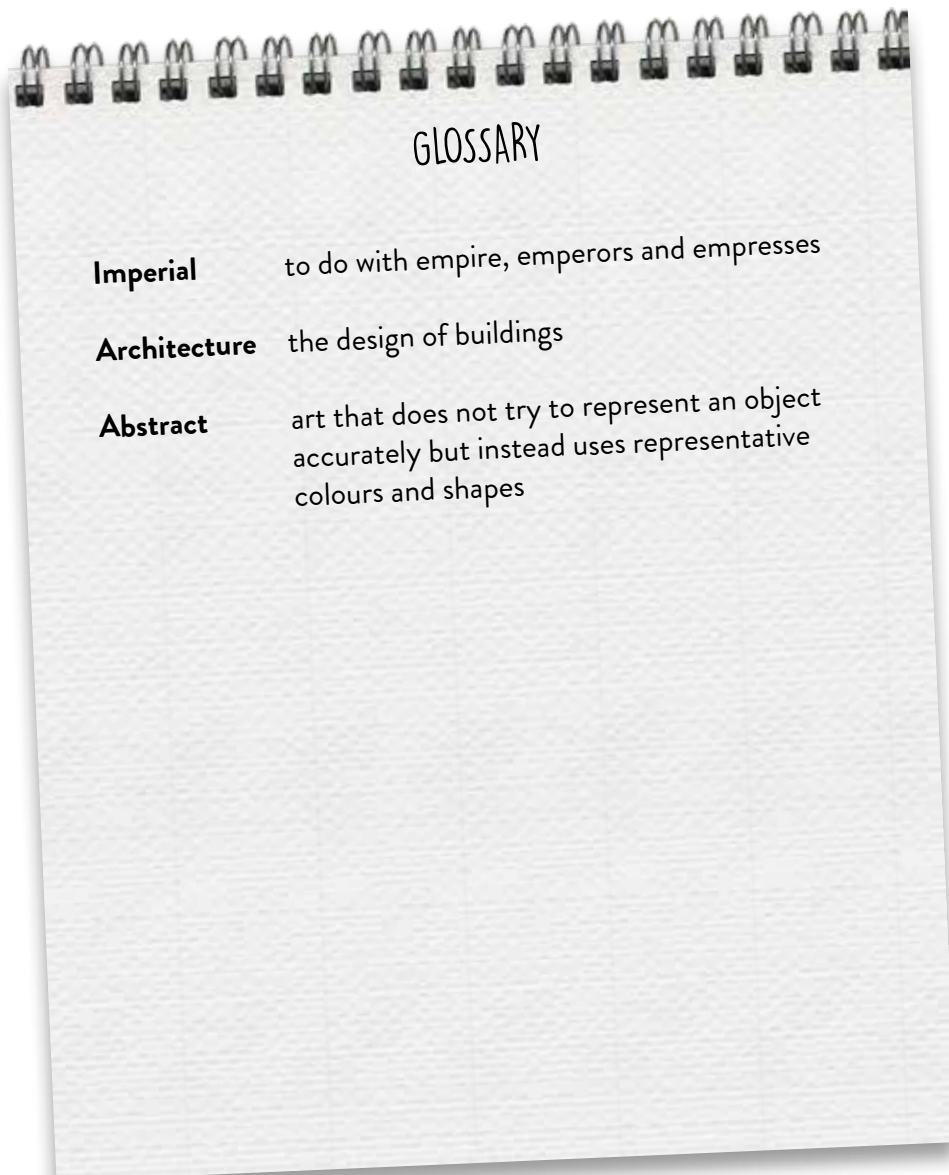 GLOSSARY
Imperial to do with empire, emperors and empresses
Architecture the design of buildings
Abstract art that does not try to represent an object
accurately but instead uses representative
colours and shapes